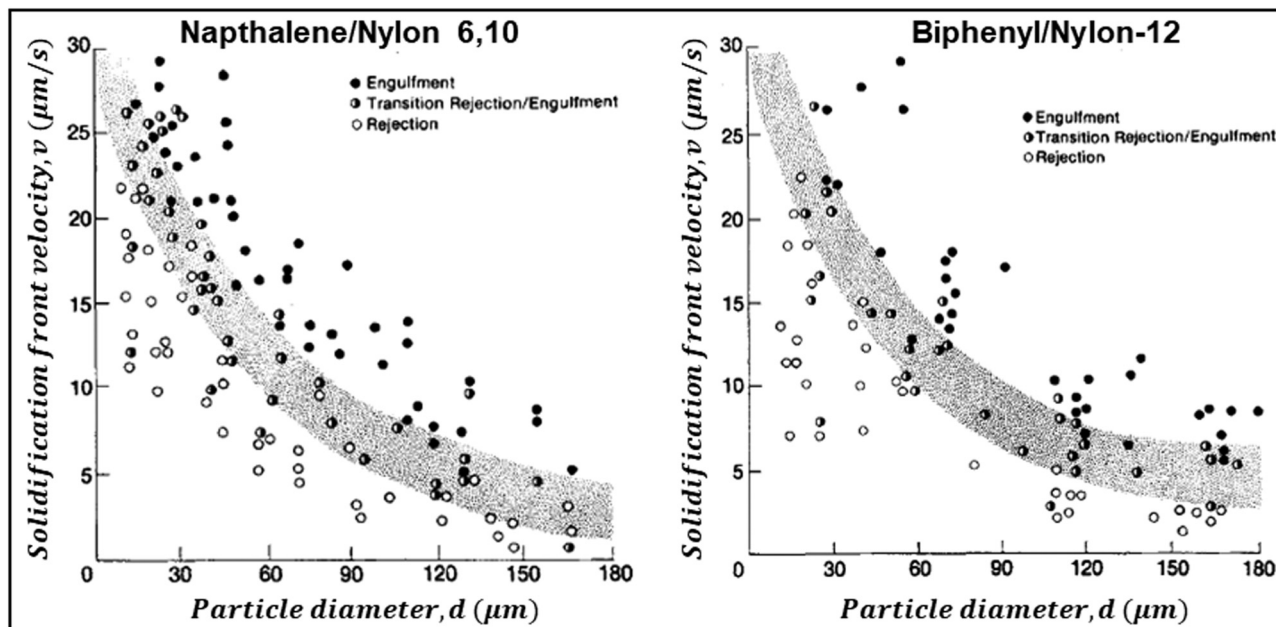 Napthalene/Nylon 6,10
Solidification front velocity, v (μm/s)
30
25
20
15
10
5
0
● Engulfment
◑ Transition Rejection/Engulfment
○ Rejection
0 30 60 90 120 150 180
Particle diameter, d (μm)
Biphenyl/Nylon-12
Solidification front velocity, v (μm/s)
30
25
20
15
10
5
0
● Engulfment
◑ Transition Rejection/Engulfment
○ Rejection
0 30 60 90 120 150 180
Particle diameter, d (μm)